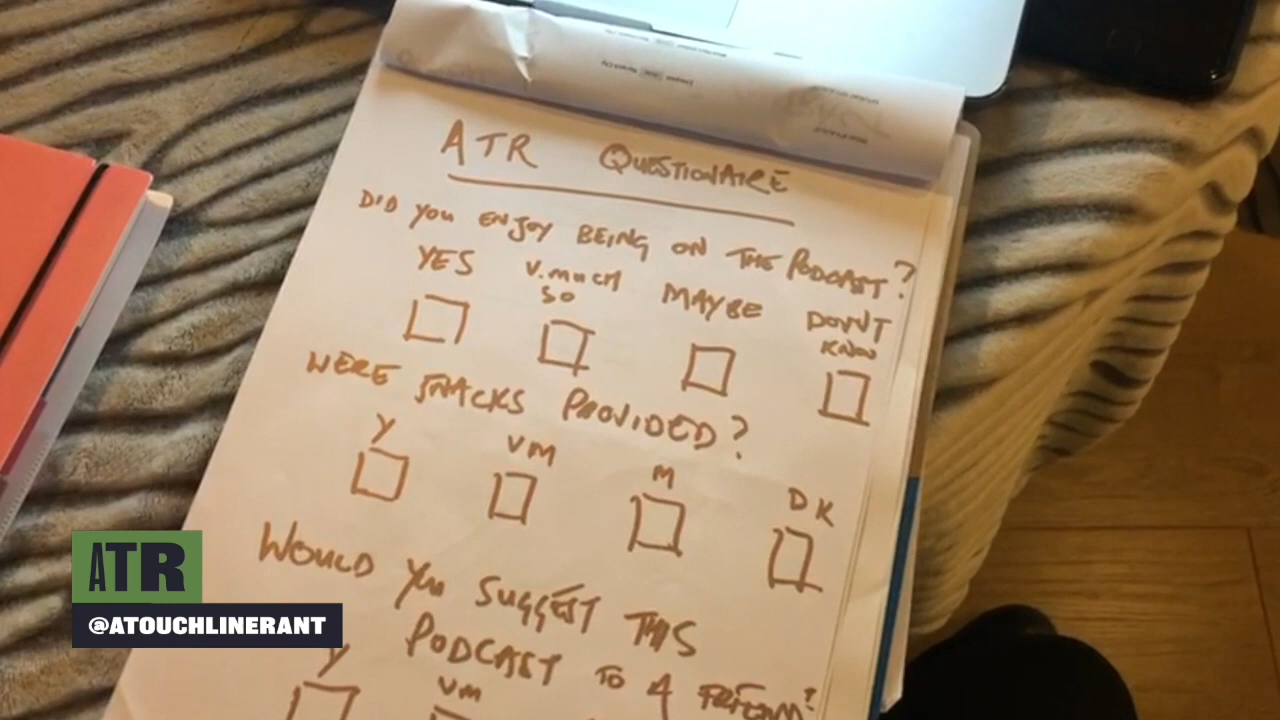 ATR QUESTIONAIRE
DID YOU ENJOY BEING ON THE PODCAST?
YES V. MUCH SO MAYBE DON'T KNOW
WERE SNACKS PROVIDED?
Y VM M DK
WOULD YOU SUGGEST THIS
PODCAST TO A FRIEND?
Y VM
ATR
@ATOUCHLINERANT